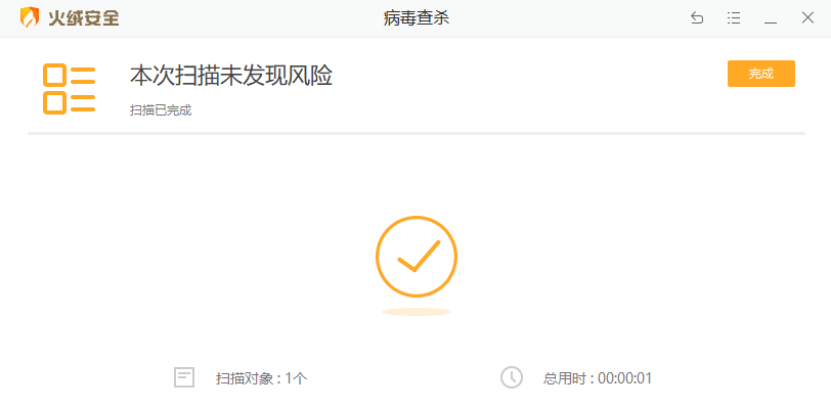 火绒安全
病毒查杀
本次扫描未发现风险
完成
扫描已完成
扫描对象 : 1个
总用时 : 00:00:01